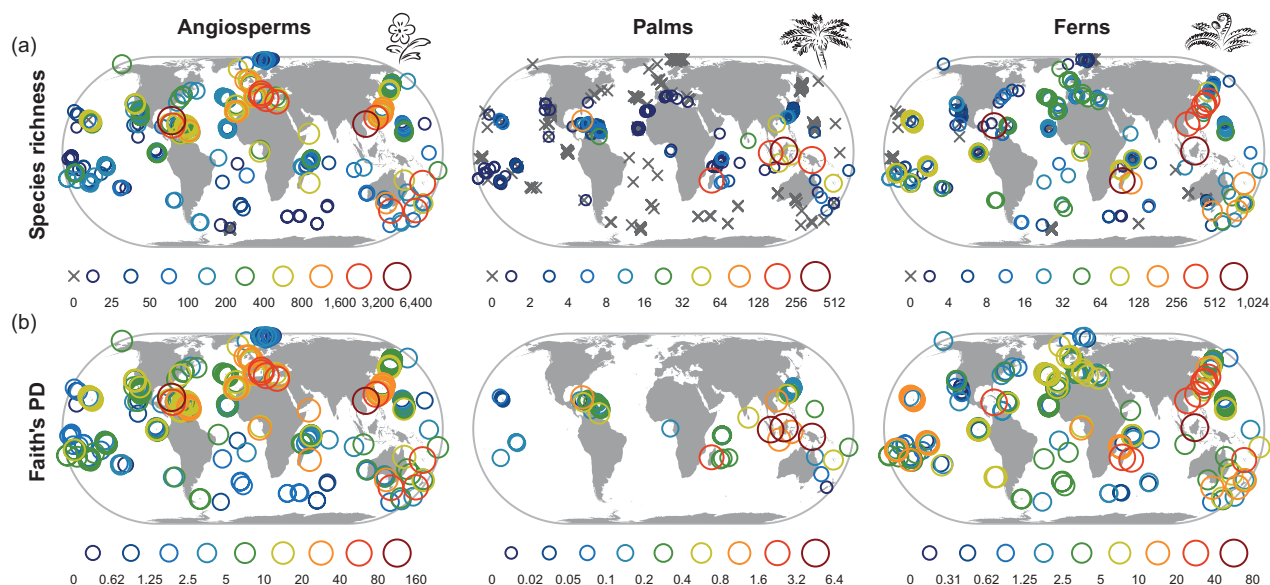 Angiosperms Palms Ferns
(a)
Species richness
0 25 50 100 200 400 800 1,600 3,200 6,400
0 2 4 8 16 32 64 128 256 512
0 4 8 16 32 64 128 256 512 1,024
(b)
Faith's PD
0 0.62 1.25 2.5 5 10 20 40 80 160
0 0.02 0.05 0.1 0.2 0.4 0.8 1.6 3.2 6.4
0 0.31 0.62 1.25 2.5 5 10 20 40 80